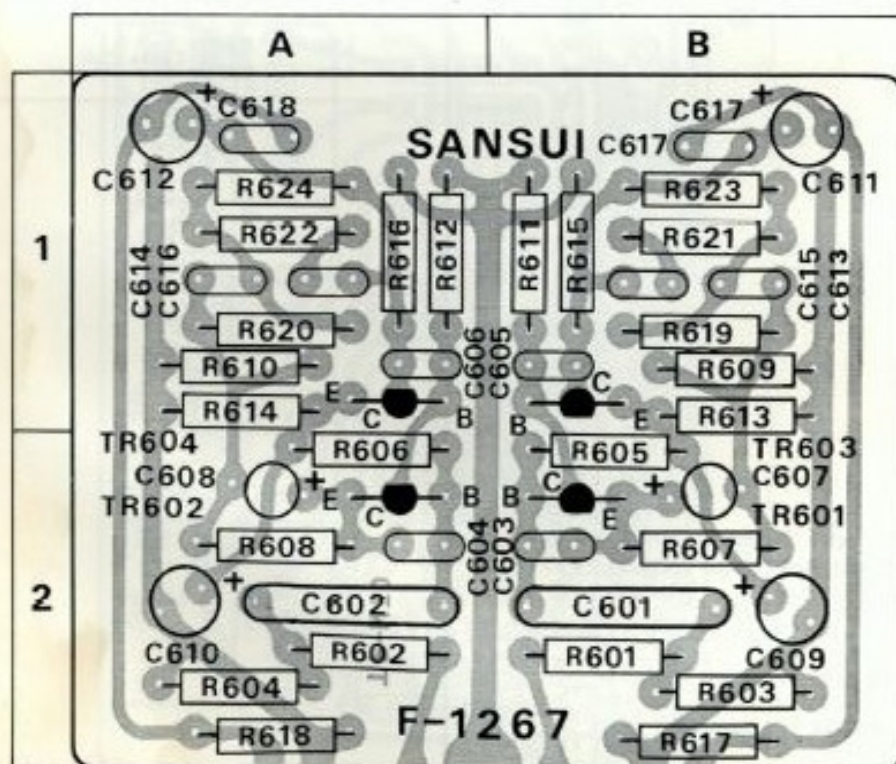 A B
C618 C617
SANSUI C617
C612 R624 R623 C611
1
R622 R616 R612 R611 R615 R621
C614 C616 C615 C613
R620 R619
R610 C606 C605 R609
R614 E C B B C E R613
TR604 R606 R605 TR603
C608 C607
TR602 E C B B C E TR601
R608 C604 C603 R607
2
C602 C601
C610 R602 R601 C609
R604 R603
R618 F-1267 R617